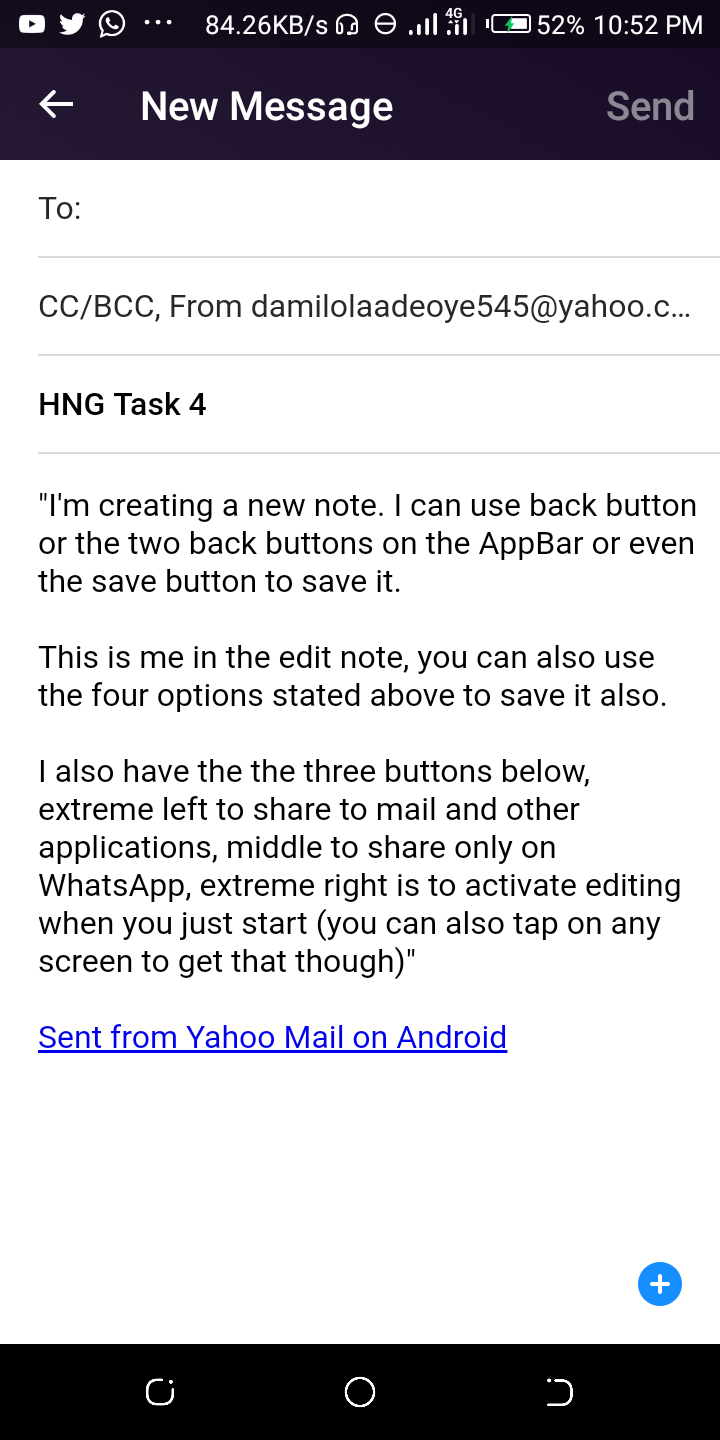 84.26KB/s 4G 52% 10:52 PM
New Message Send
To:
CC/BCC, From damilolaadeoye545@yahoo.c...
HNG Task 4
"I'm creating a new note. I can use back button
or the two back buttons on the AppBar or even
the save button to save it.
This is me in the edit note, you can also use
the four options stated above to save it also.
I also have the the three buttons below,
extreme left to share to mail and other
applications, middle to share only on
WhatsApp, extreme right is to activate editing
when you just start (you can also tap on any
screen to get that though)"
Sent from Yahoo Mail on Android